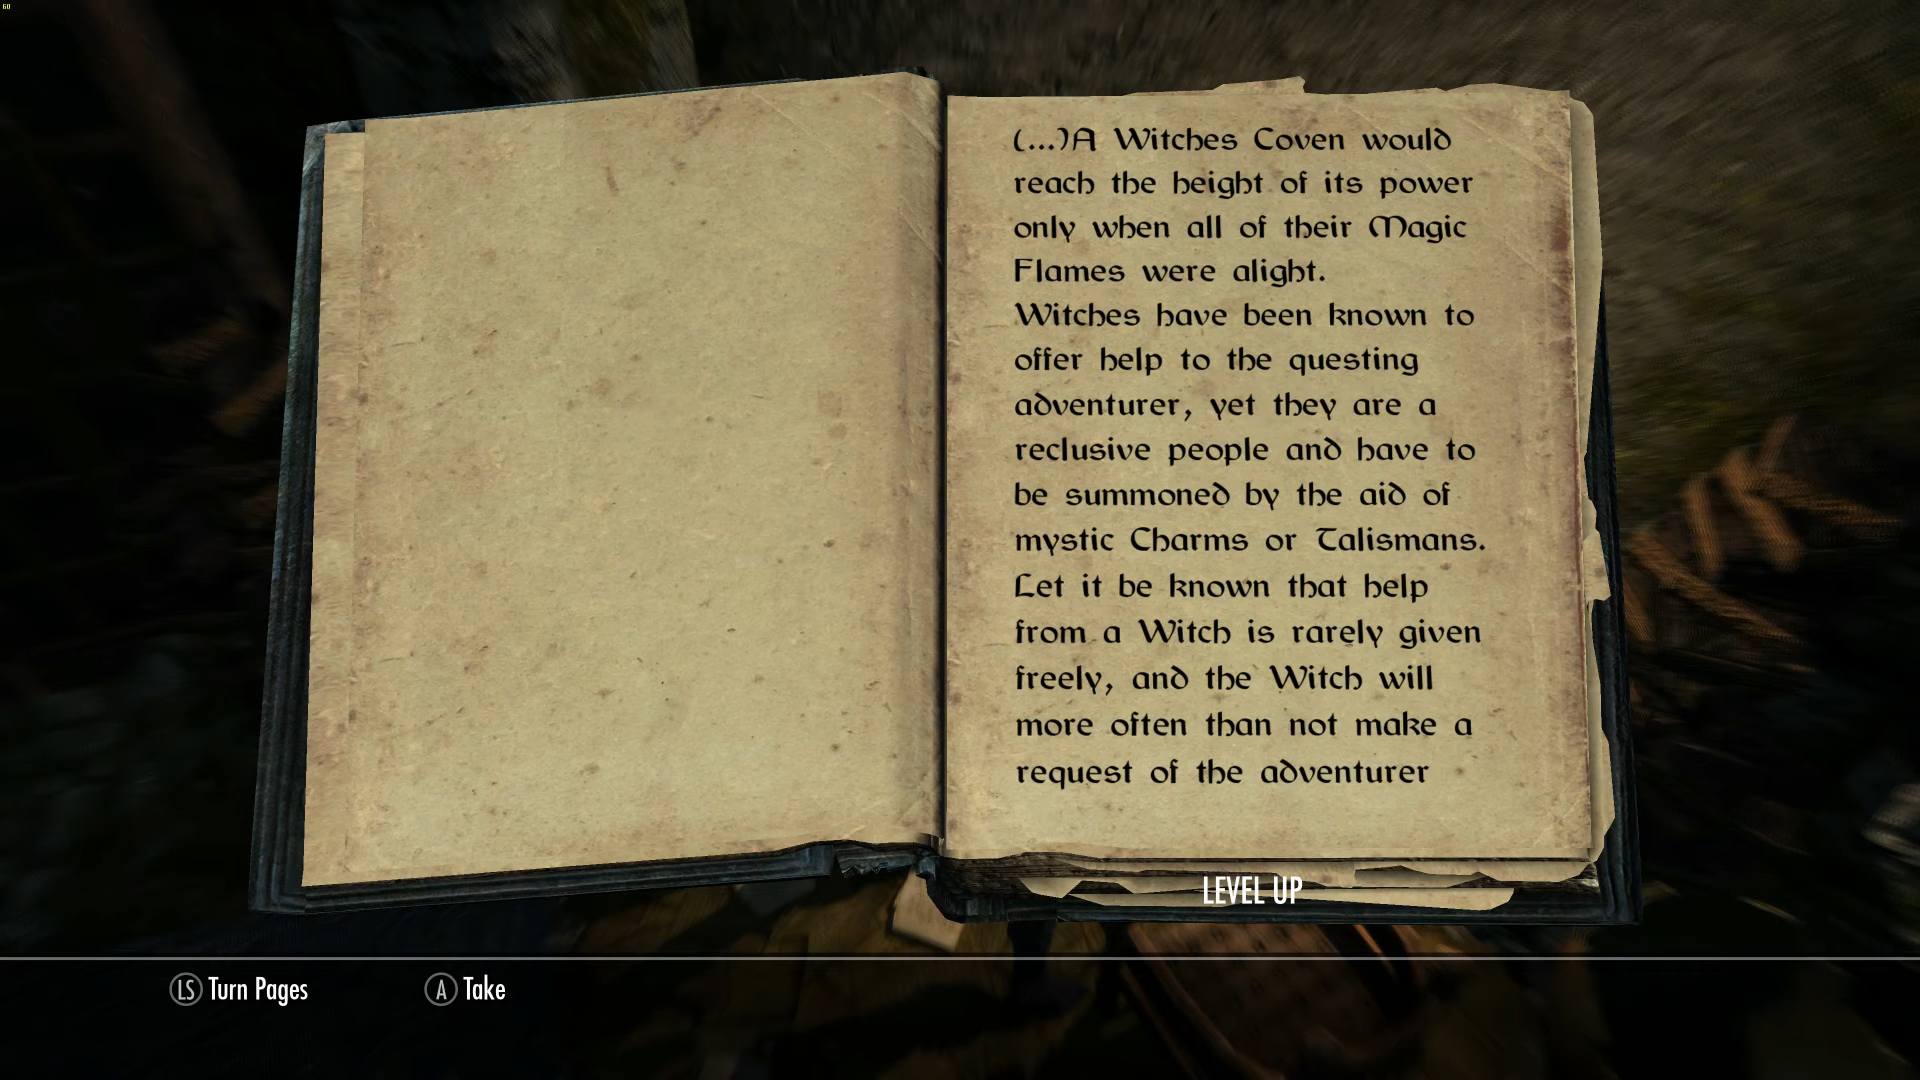 60
(...)A Witches Coven would
reach the height of its power
only when all of their Magic
Flames were alight.
Witches have been known to
offer help to the questing
adventurer, yet they are a
reclusive people and have to
be summoned by the aid of
mystic Charms or Talismans.
Let it be known that help
from a Witch is rarely given
freely, and the Witch will
more often than not make a
request of the adventurer
LEVEL UP
LS Turn Pages
A Take